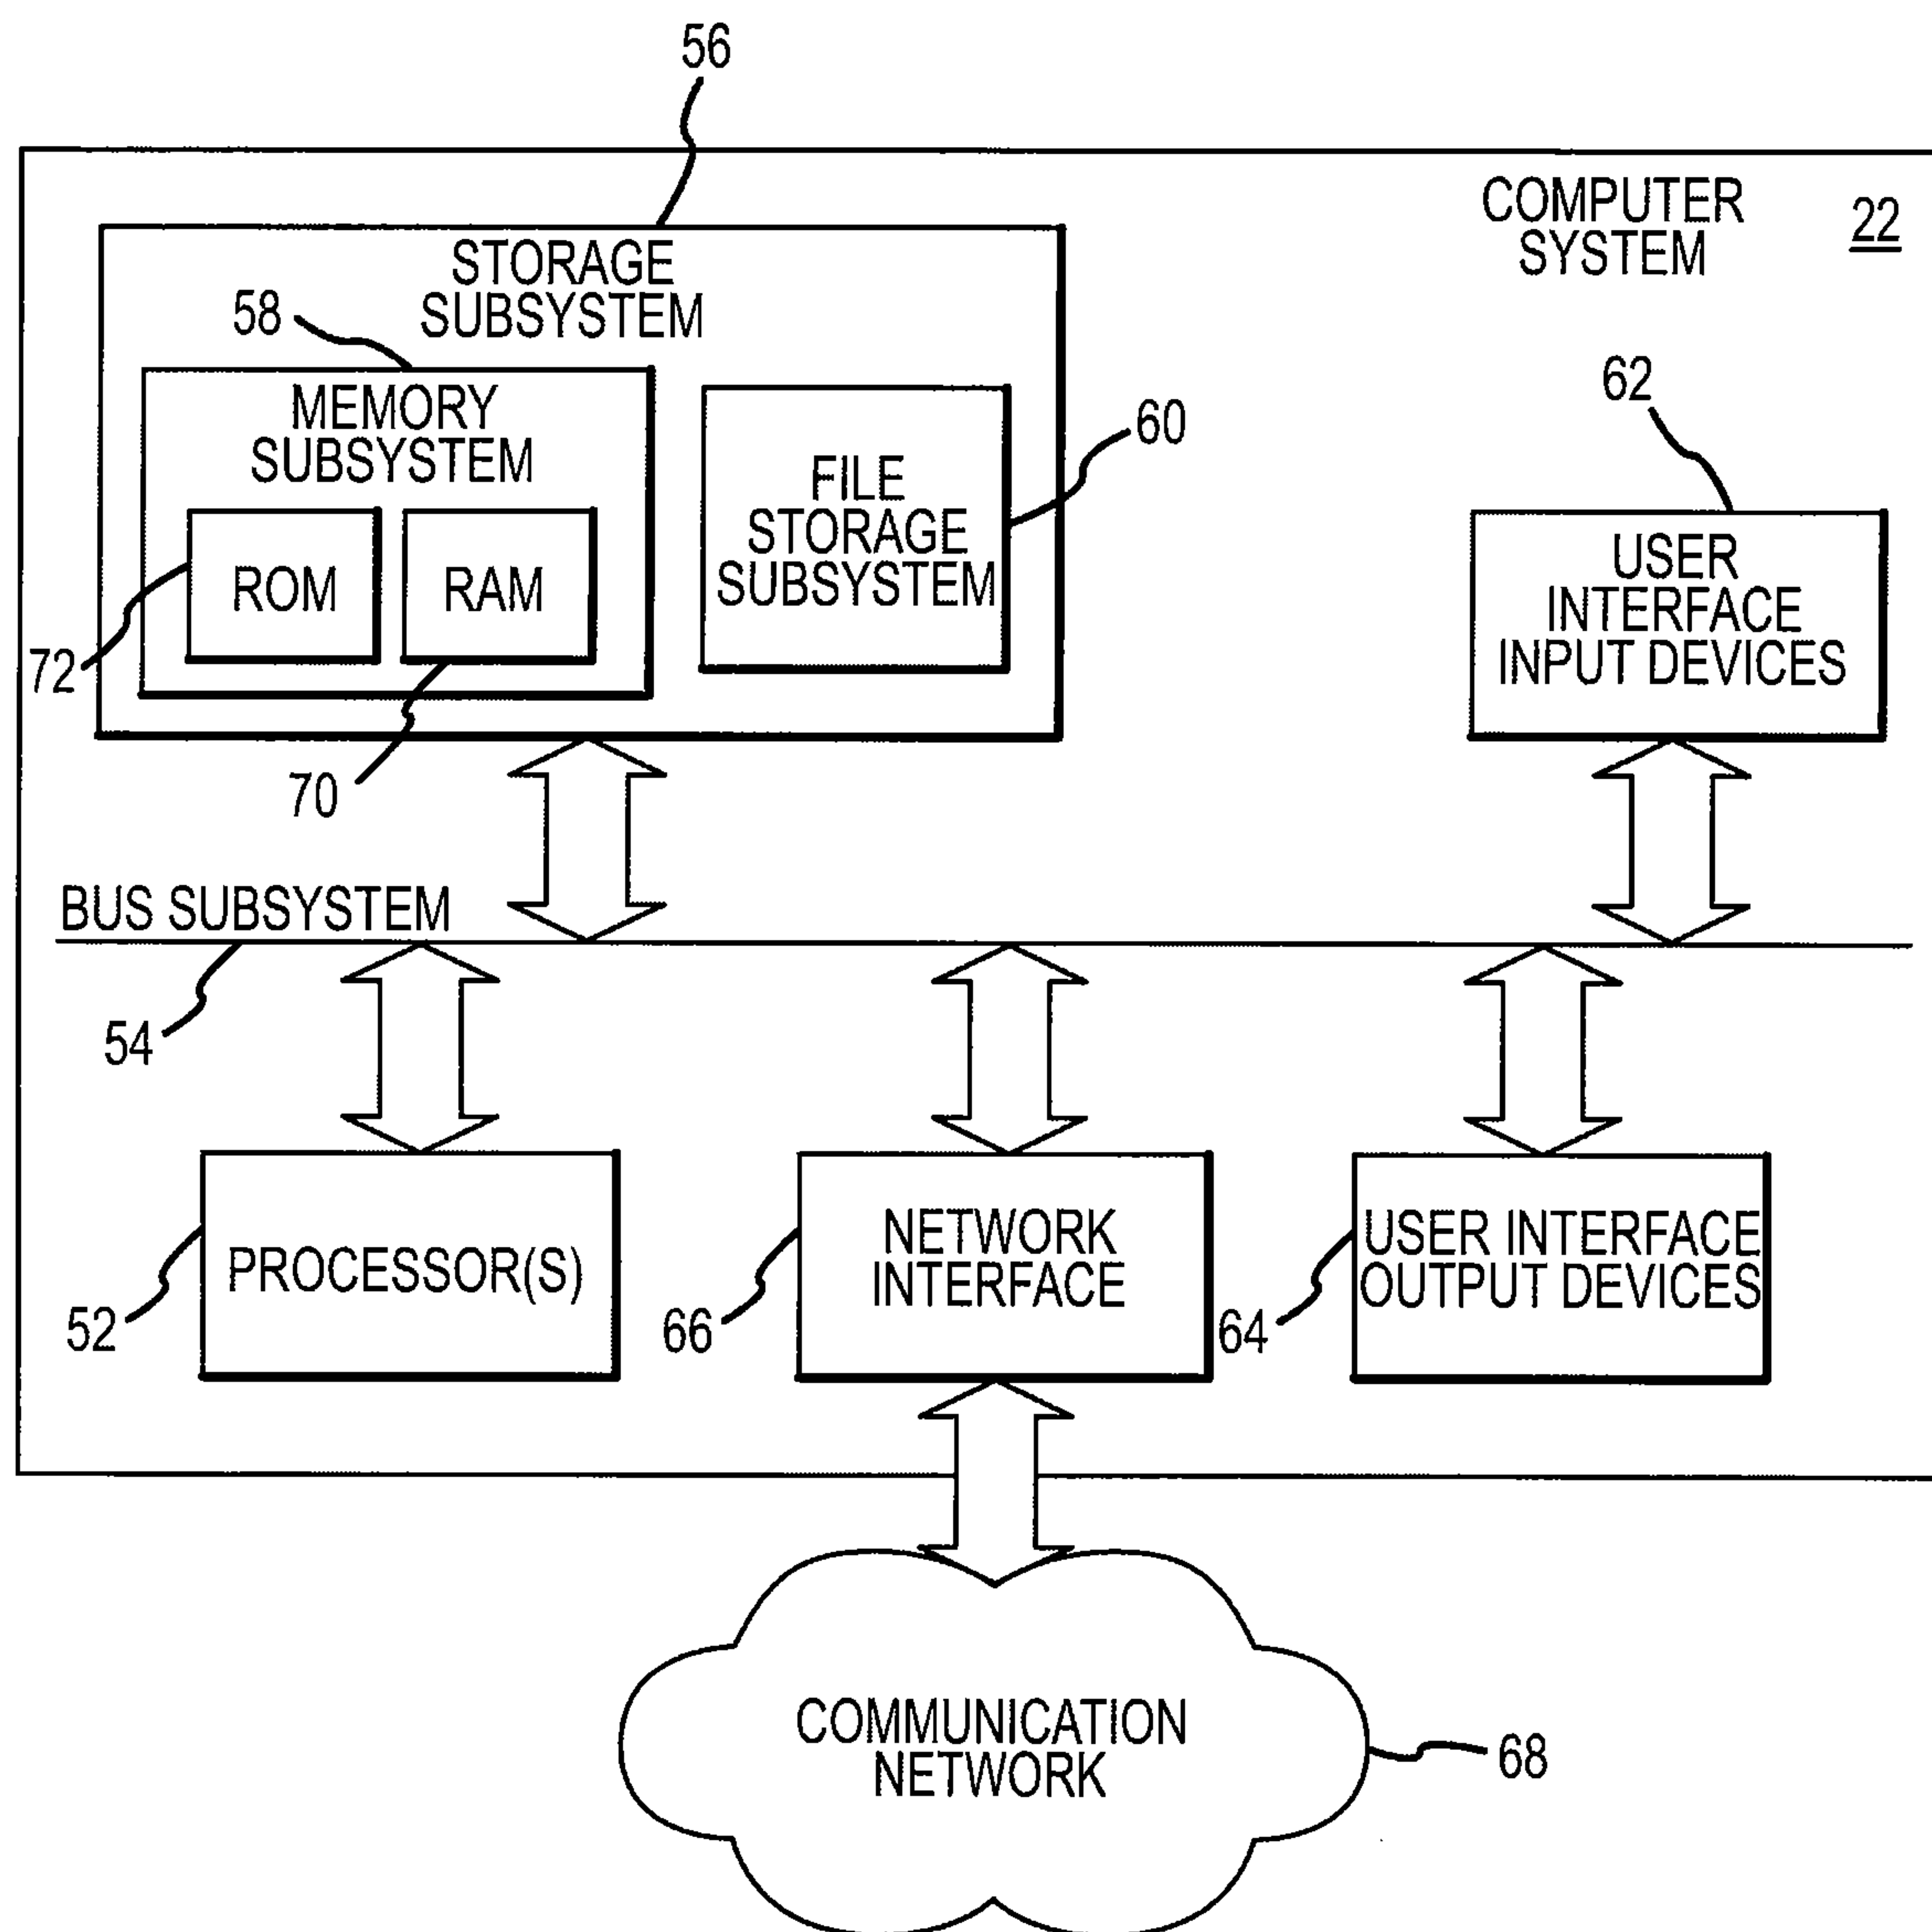 56
COMPUTER
SYSTEM
22
STORAGE
SUBSYSTEM
58
MEMORY
SUBSYSTEM
62
60
FILE
STORAGE
SUBSYSTEM
ROM
RAM
USER
INTERFACE
INPUT DEVICES
72
70
BUS SUBSYSTEM
54
PROCESSOR(S)
NETWORK
INTERFACE
USER INTERFACE
OUTPUT DEVICES
52
66
64
COMMUNICATION
NETWORK
68